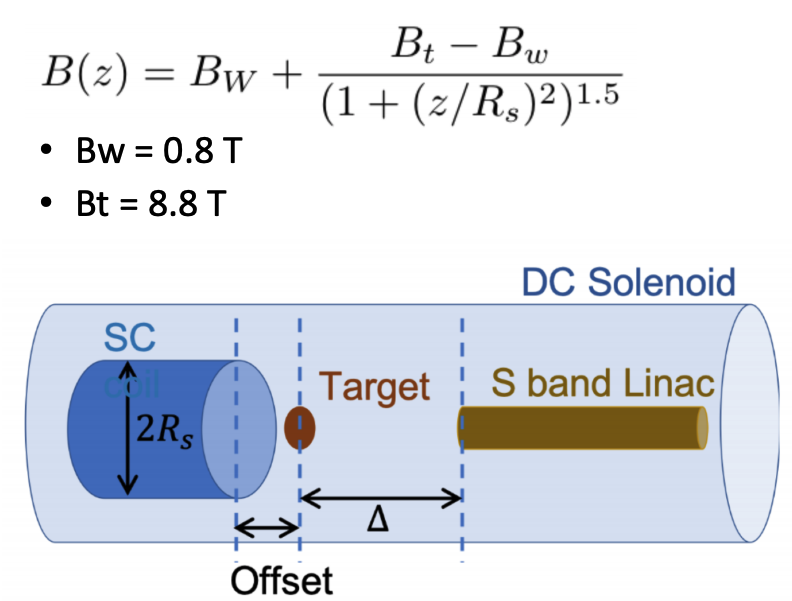 B(z) = B_W + \frac{B_t - B_w}{(1 + (z/R_s)^2)^{1.5}}
• Bw = 0.8 T
• Bt = 8.8 T
DC Solenoid
SC
coil
Target
S band Linac
2R_s
Δ
Offset